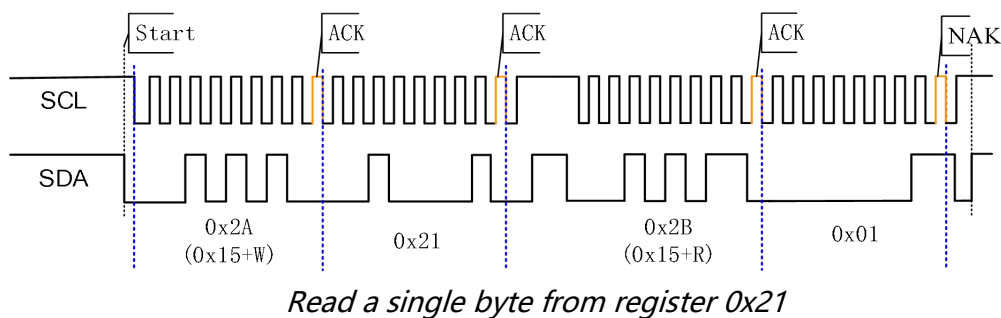 Start ACK ACK ACK NAK
SCL
SDA
0x2A 0x21 0x2B 0x01
(0x15+W) (0x15+R)
Read a single byte from register 0x21